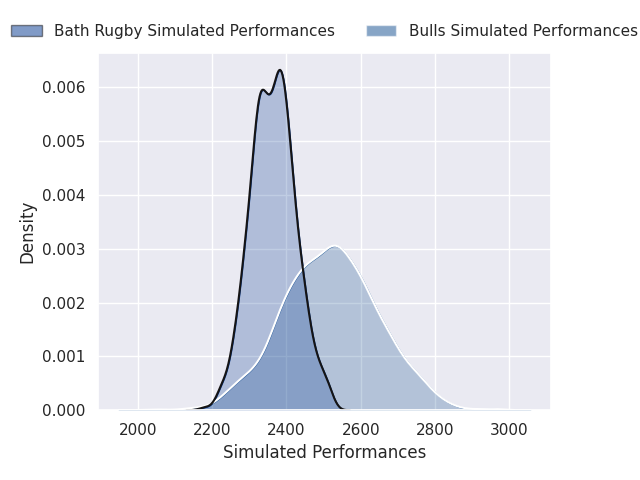 Bath Rugby Simulated Performances
Bulls Simulated Performances
Density
0.006
0.005
0.004
0.003
0.002
0.001
0.000
2000 2200 2400 2600 2800 3000
Simulated Performances